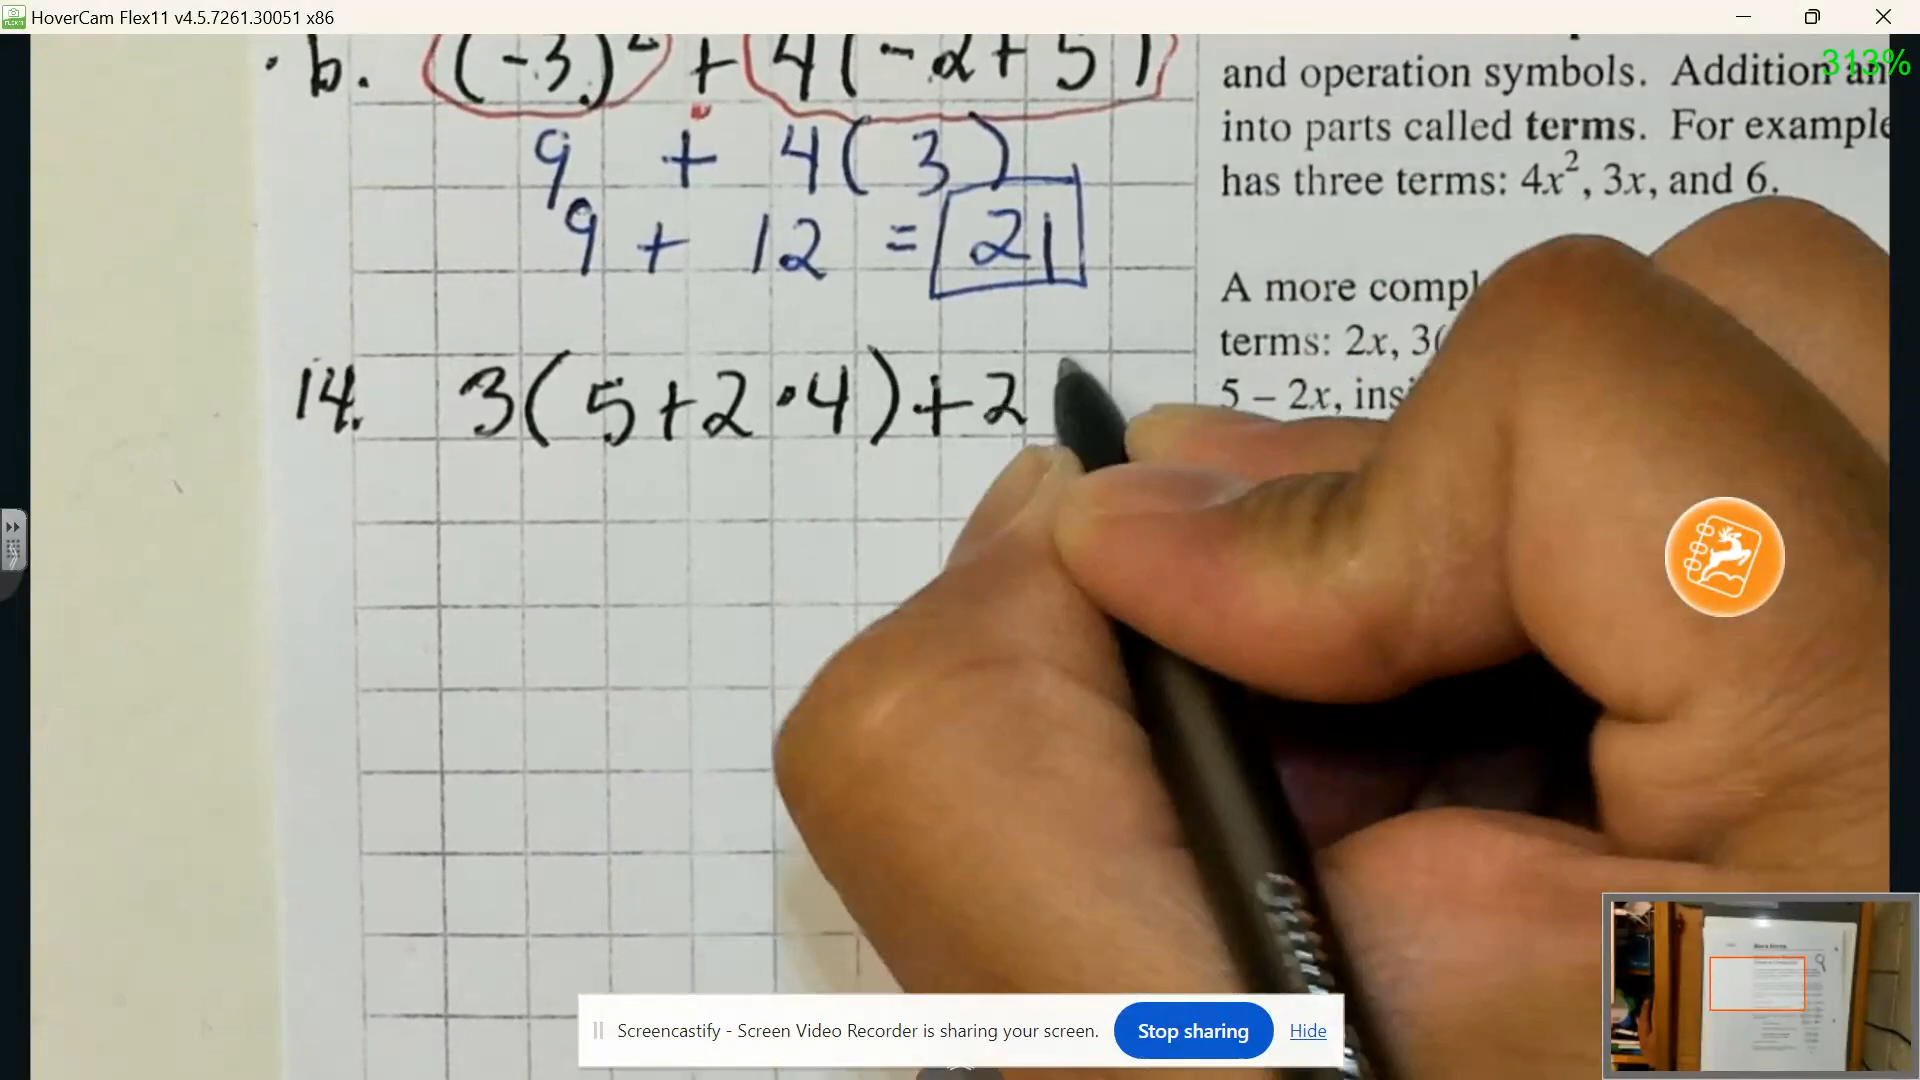 HoverCam Flex11 v4.5.7261.30051 x86
313%
b. (-3)² + 4(-2+5)
9 + 4(3)
9 + 12 = 21
14. 3(5+2•4)+2
and operation symbols. Addition an
into parts called terms. For example
has three terms: 4x², 3x, and 6.
A more compl
terms: 2x, 3(
5 – 2x, insi
Screencastify - Screen Video Recorder is sharing your screen.
Stop sharing
Hide